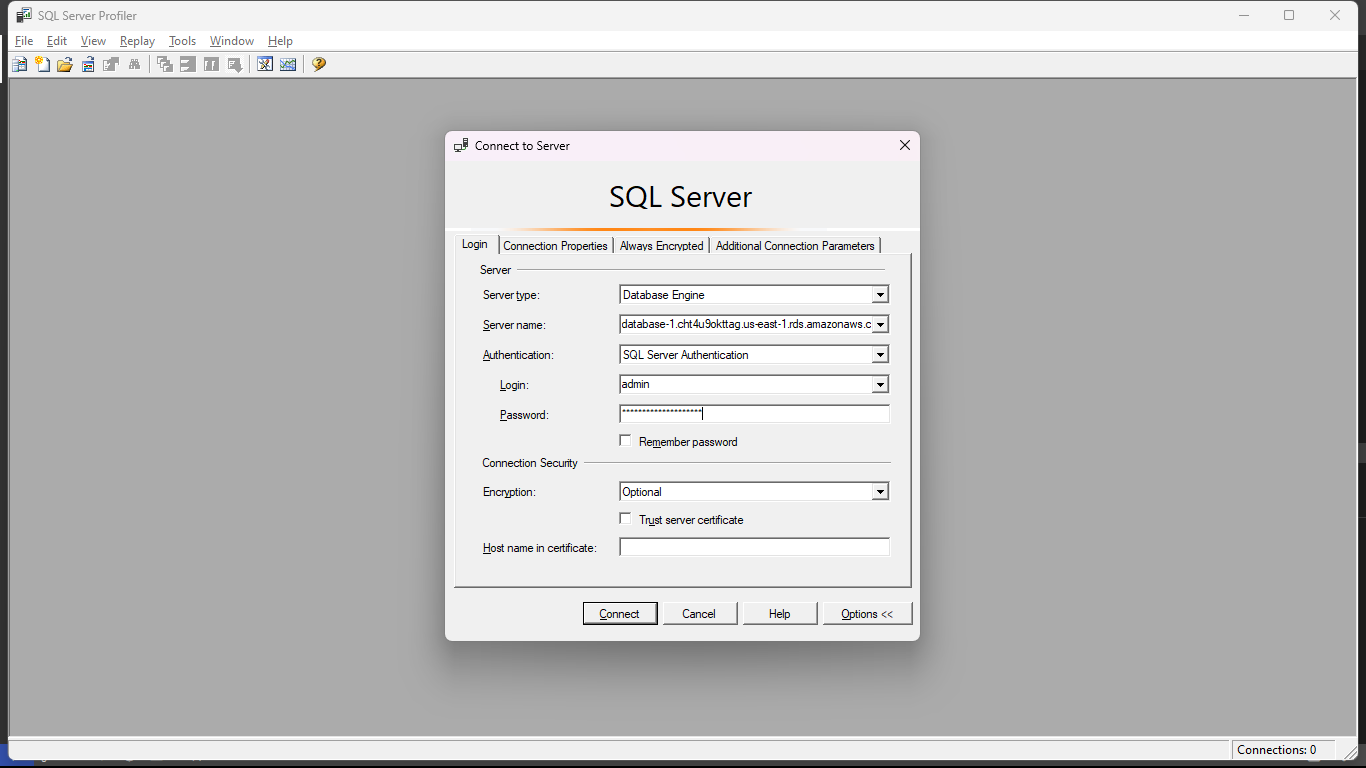 SQL Server Profiler
File Edit View Replay Tools Window Help
Connect to Server
SQL Server
Login Connection Properties Always Encrypted Additional Connection Parameters
Server
Server type: Database Engine
Server name: database-1.cht4u9okttag.us-east-1.rds.amazonaws.c
Authentication: SQL Server Authentication
Login: admin
Password: ********************
Remember password
Connection Security
Encryption: Optional
Trust server certificate
Host name in certificate:
Connect Cancel Help Options <<
Connections: 0